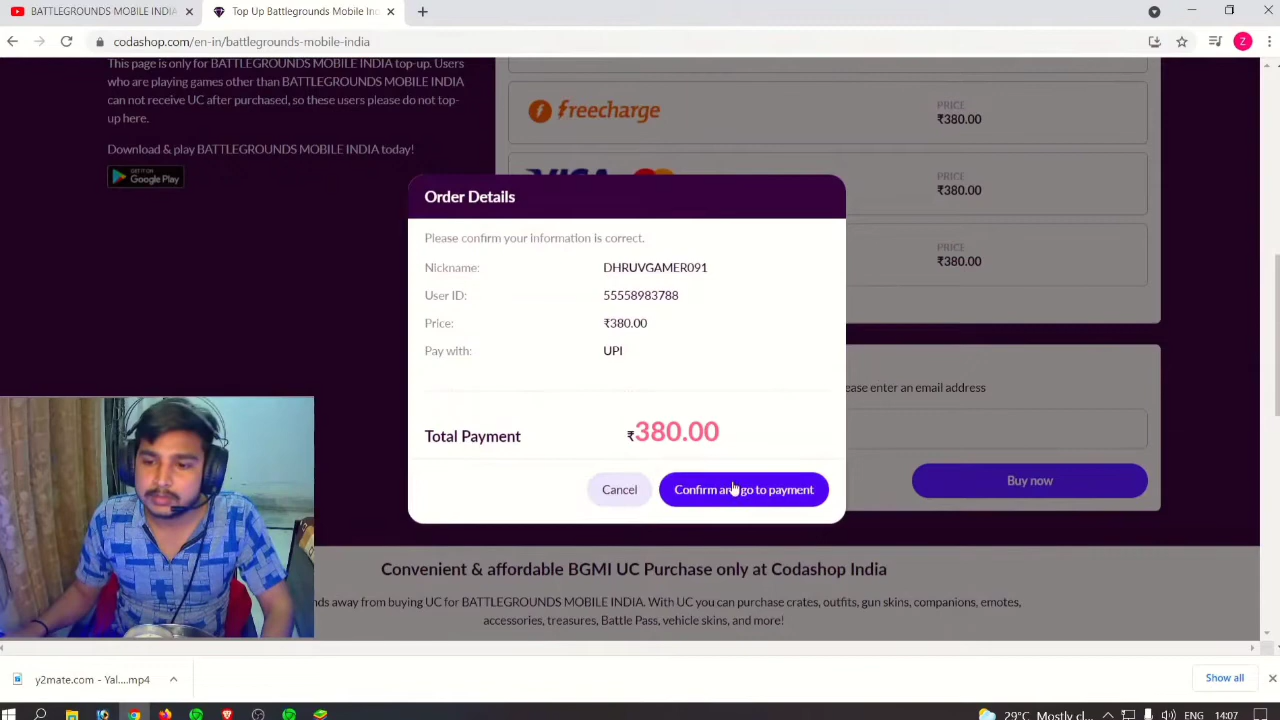 BATTLEGROUNDS MOBILE INDIA
Top Up Battlegrounds Mobile Inc
codashop.com/en-in/battlegrounds-mobile-india
Z
This page is only for BATTLEGROUNDS MOBILE INDIA top-up. Users
who are playing games other than BATTLEGROUNDS MOBILE INDIA
can not receive UC after purchased, so these users please do not top-
up here.
Download & play BATTLEGROUNDS MOBILE INDIA today!
GET IT ON
Google Play
freecharge
PRICE
₹380.00
VISA
PRICE
₹380.00
PRICE
₹380.00
Order Details
Please confirm your information is correct.
Nickname: DHRUVGAMER091
User ID: 55558983788
Price: ₹380.00
Pay with: UPI
Total Payment ₹380.00
Cancel
Confirm and go to payment
ease enter an email address
Buy now
Convenient & affordable BGMI UC Purchase only at Codashop India
nds away from buying UC for BATTLEGROUNDS MOBILE INDIA. With UC you can purchase crates, outfits, gun skins, companions, emotes,
accessories, treasures, Battle Pass, vehicle skins, and more!
y2mate.com - Yal....mp4
Show all
29°C Mostly cl...
ENG
14:07